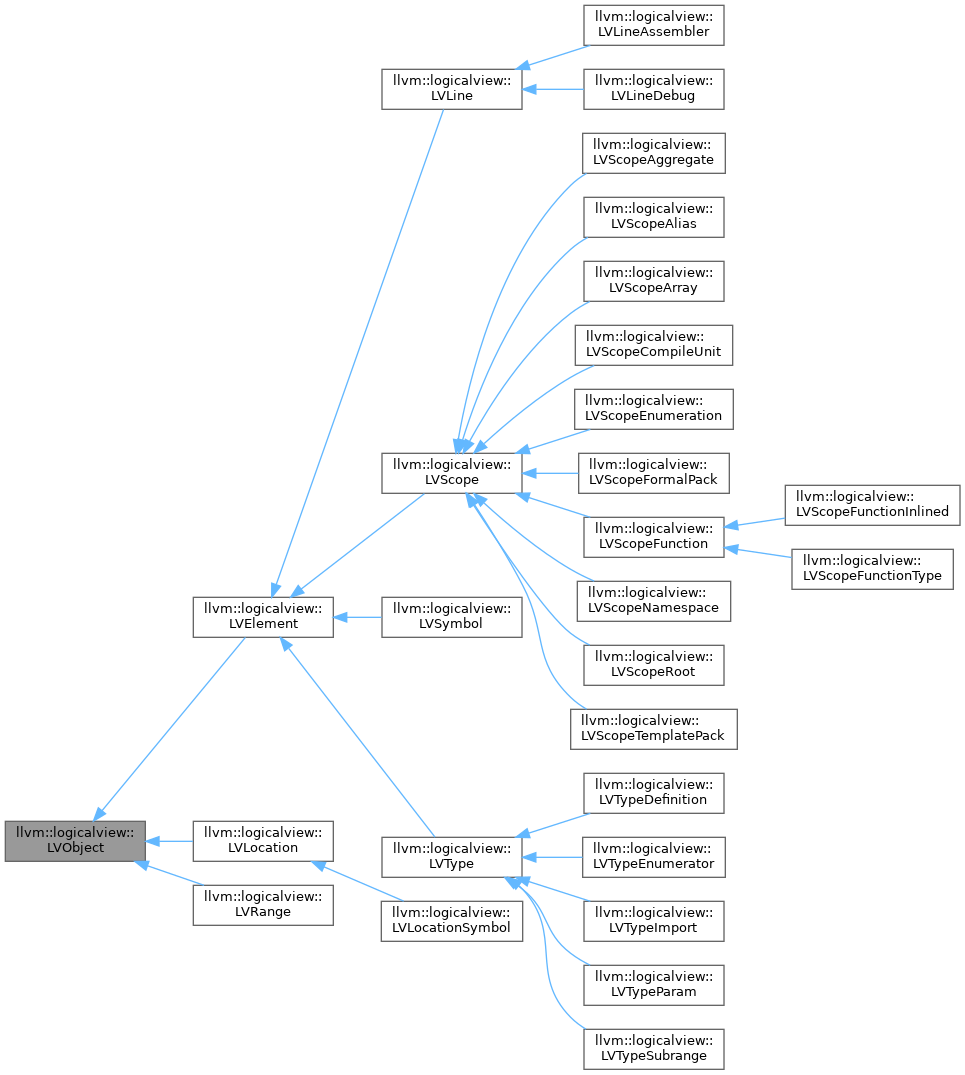 llvm::logicalview::
LVLineAssembler
llvm::logicalview::
LVLine
llvm::logicalview::
LVLineDebug
llvm::logicalview::
LVScopeAggregate
llvm::logicalview::
LVScopeAlias
llvm::logicalview::
LVScopeArray
llvm::logicalview::
LVScopeCompileUnit
llvm::logicalview::
LVScopeEnumeration
llvm::logicalview::
LVScope
llvm::logicalview::
LVScopeFormalPack
llvm::logicalview::
LVScopeFunctionInlined
llvm::logicalview::
LVScopeFunction
llvm::logicalview::
LVScopeFunctionType
llvm::logicalview::
LVScopeNamespace
llvm::logicalview::
LVElement
llvm::logicalview::
LVSymbol
llvm::logicalview::
LVScopeRoot
llvm::logicalview::
LVScopeTemplatePack
llvm::logicalview::
LVTypeDefinition
llvm::logicalview::
LVObject
llvm::logicalview::
LVLocation
llvm::logicalview::
LVType
llvm::logicalview::
LVTypeEnumerator
llvm::logicalview::
LVRange
llvm::logicalview::
LVLocationSymbol
llvm::logicalview::
LVTypeImport
llvm::logicalview::
LVTypeParam
llvm::logicalview::
LVTypeSubrange